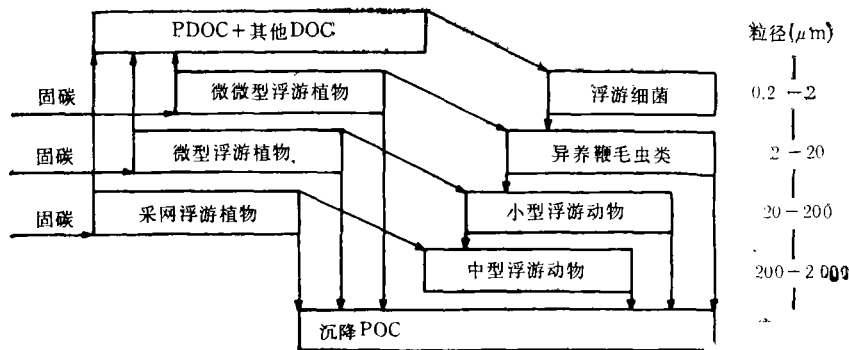 PDOC+其他DOC
粒径(μm)
固碳
微微型浮游植物
浮游细菌
0.2-2
固碳
微型浮游植物
异养鞭毛虫类
2-20
固碳
采网浮游植物
小型浮游动物
20-200
中型浮游动物
200-2000
沉降POC